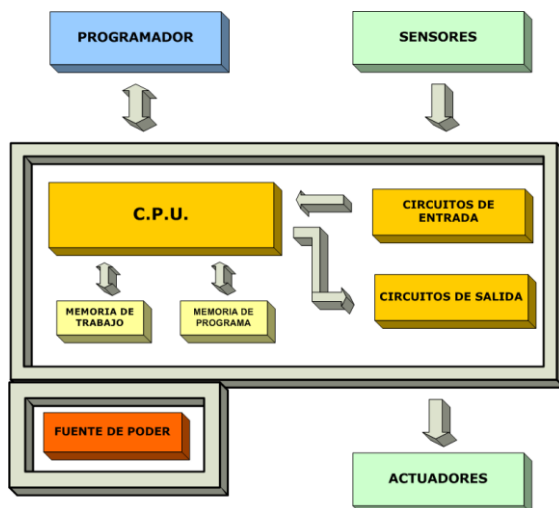 PROGRAMADOR
SENSORES
C.P.U.
CIRCUITOS DE
ENTRADA
CIRCUITOS DE SALIDA
MEMORIA DE
TRABAJO
MEMORIA DE
PROGRAMA
FUENTE DE PODER
ACTUADORES